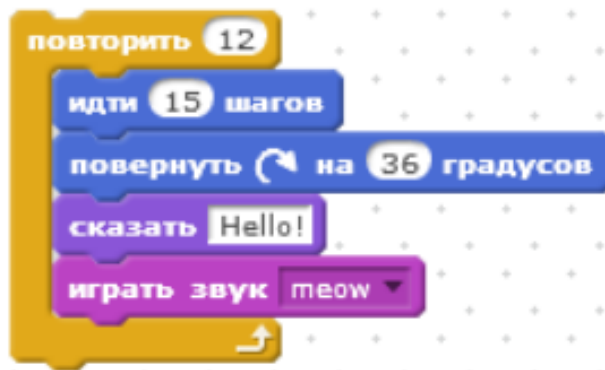 повторить 12
идти 15 шагов
повернуть на 36 градусов
сказать Hello!
играть звук meow